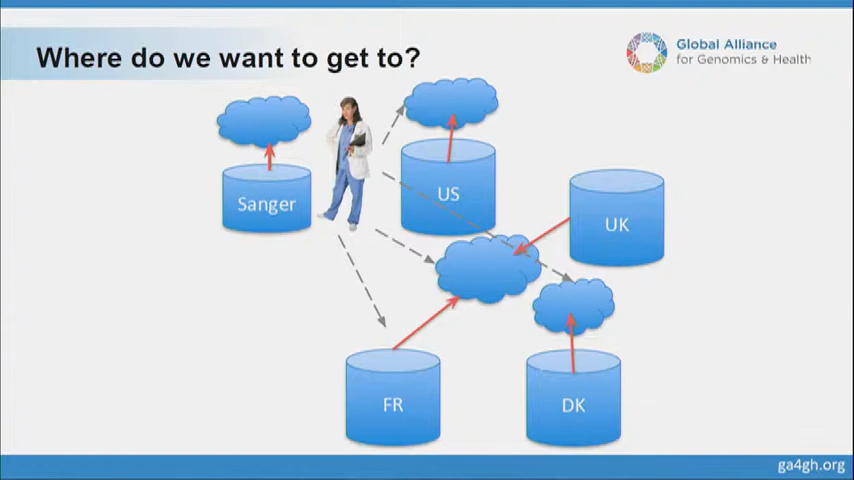 Where do we want to get to?
Global Alliance
for Genomics & Health
Sanger
US
UK
FR
DK
ga4gh.org